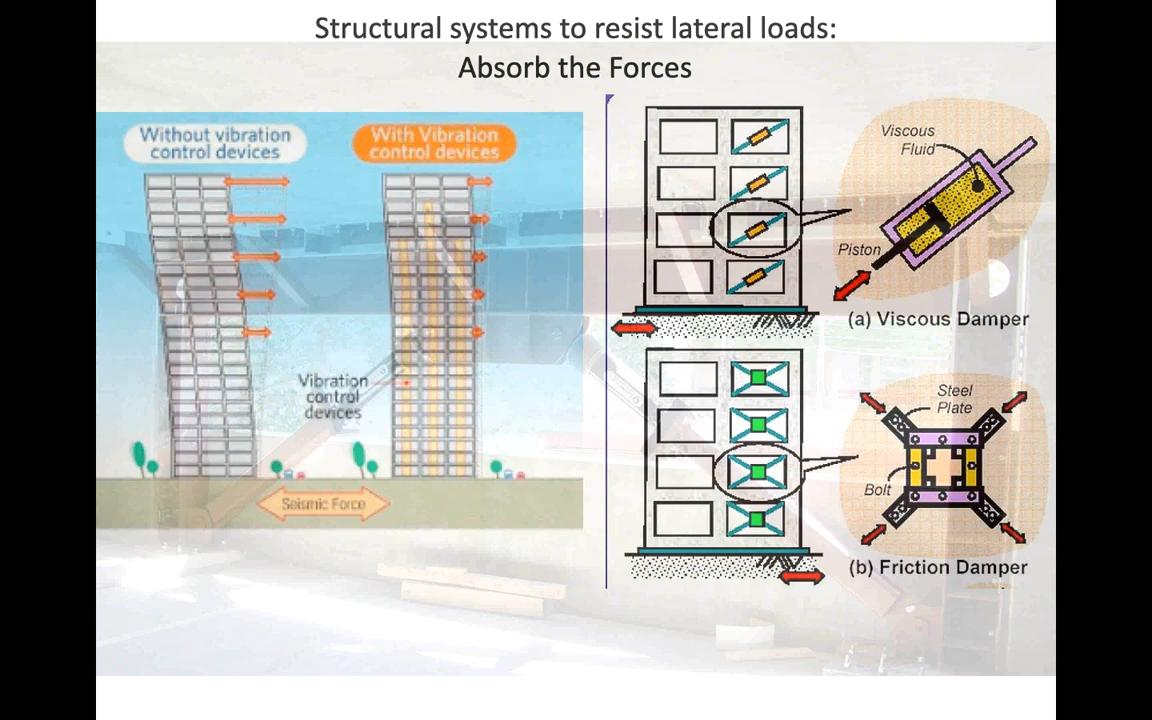 Structural systems to resist lateral loads:
Absorb the Forces
Without vibration
control devices
With Vibration
control devices
Vibration
control
devices
Seismic Force
Viscous
Fluid
Piston
(a) Viscous Damper
Steel
Plate
Bolt
(b) Friction Damper